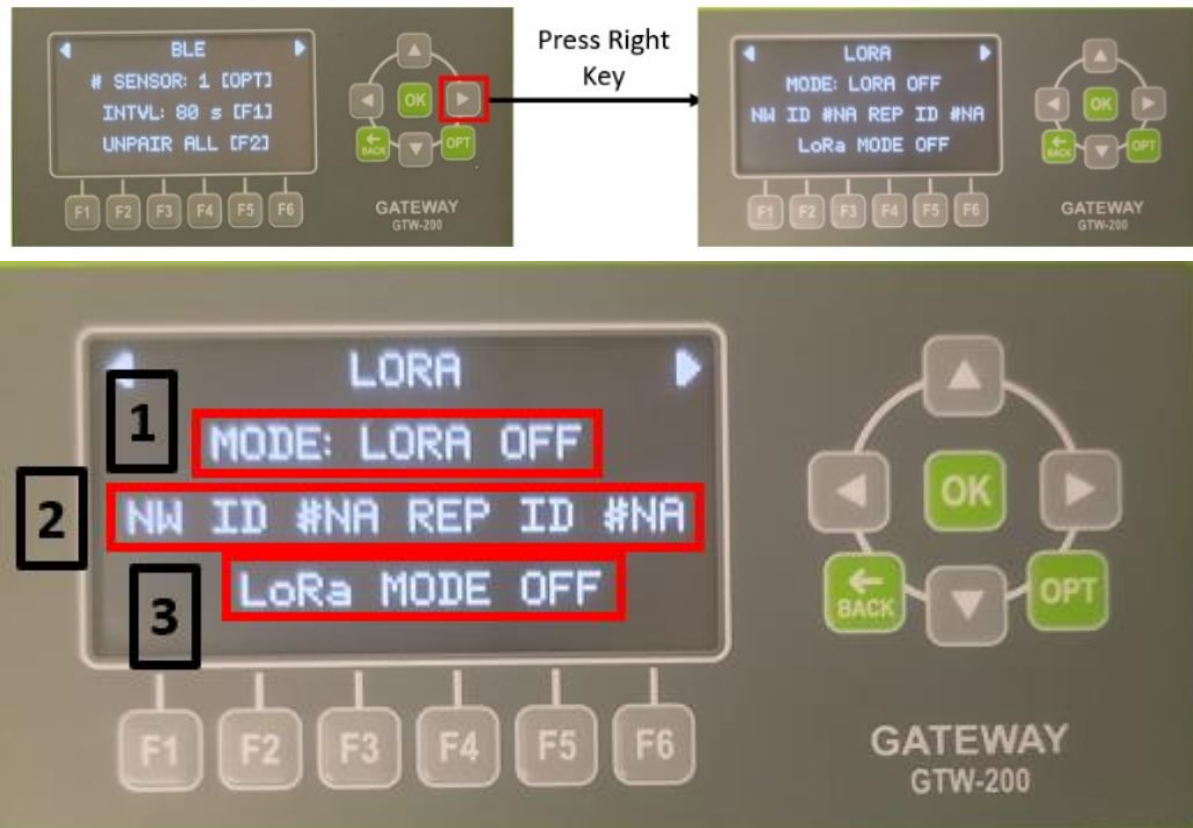 BLE
# SENSOR: 1 [OPT]
INTVL: 80 s [F1]
UNPAIR ALL [F2]
OK
BACK
OPT
F1 F2 F3 F4 F5 F6
GATEWAY
GTW-200
Press Right
Key
LORA
MODE: LORA OFF
NW ID #NA REP ID #NA
LoRa MODE OFF
OK
BACK
OPT
F1 F2 F3 F4 F5 F6
GATEWAY
GTW-200
LORA
1
MODE: LORA OFF
2
NW ID #NA REP ID #NA
3
LoRa MODE OFF
OK
BACK
OPT
F1 F2 F3 F4 F5 F6
GATEWAY
GTW-200